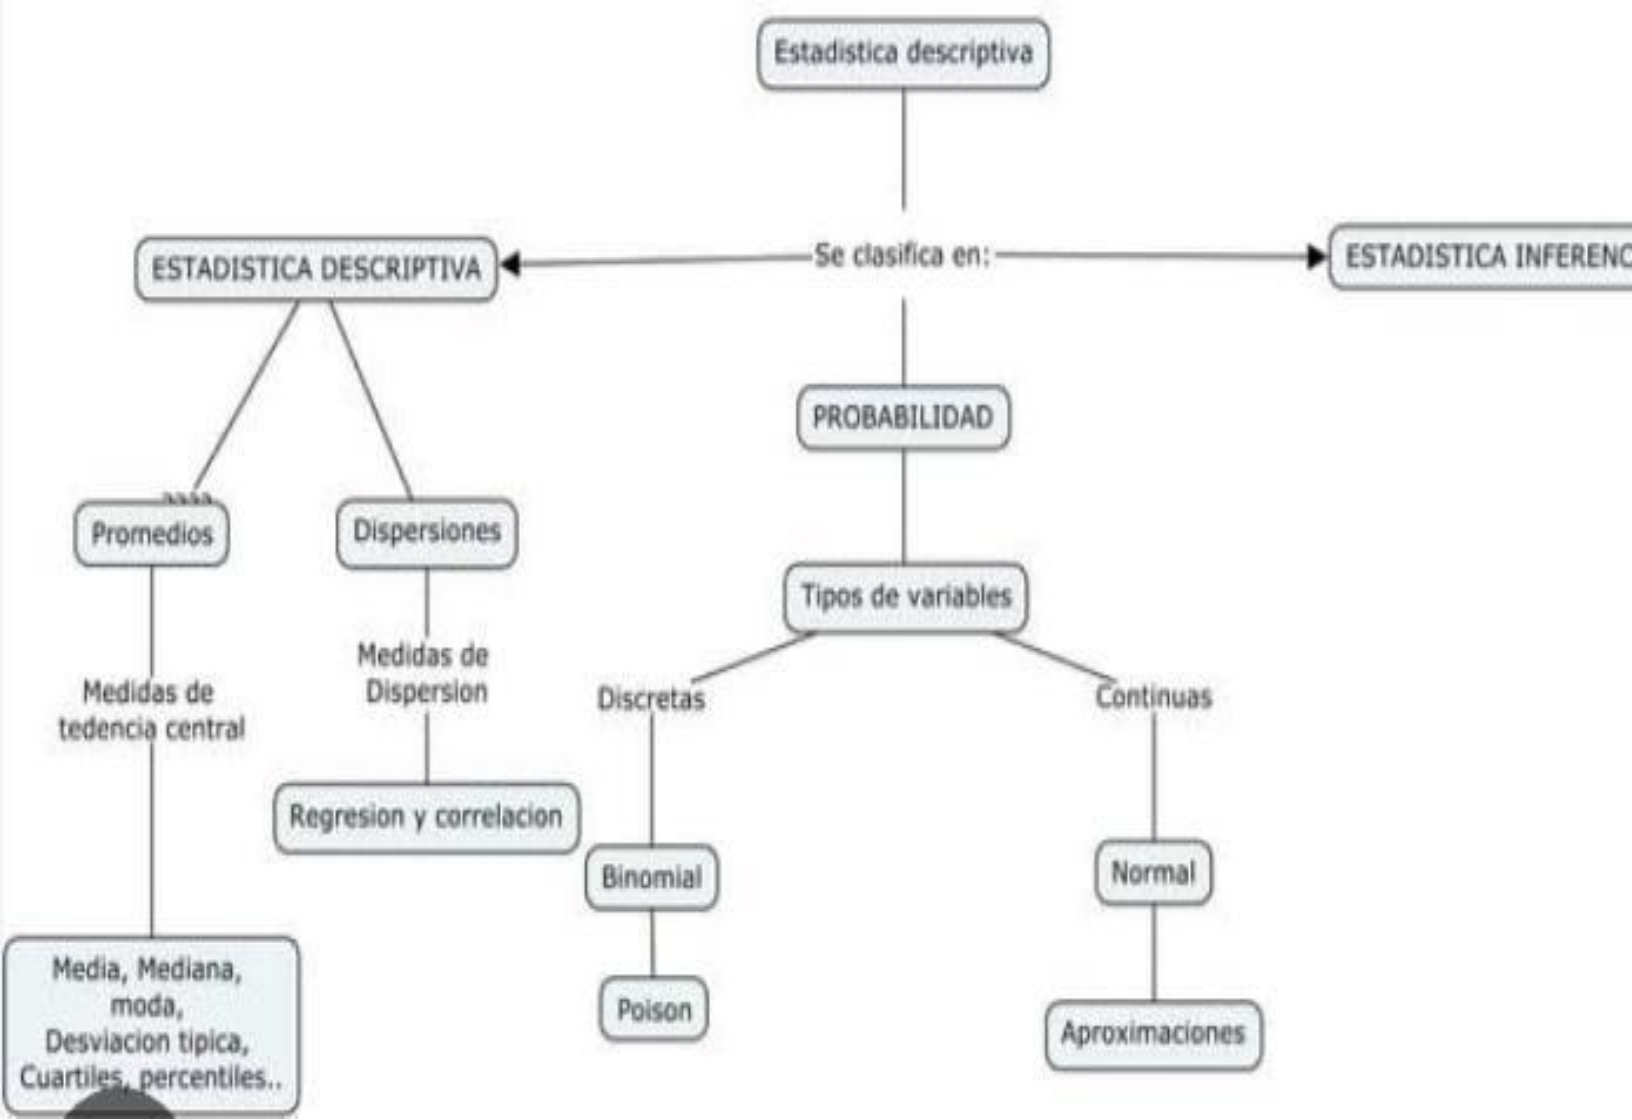 Estadistica descriptiva
Se clasifica en:
ESTADISTICA DESCRIPTIVA
ESTADISTICA INFERENC
PROBABILIDAD
Promedios
Dispersiones
Tipos de variables
Medidas de
tedencia central
Medidas de
Dispersion
Discretas
Continuas
Regresion y correlacion
Binomial
Normal
Poison
Aproximaciones
Media, Mediana,
moda,
Desviacion tipica,
Cuartiles, percentiles..